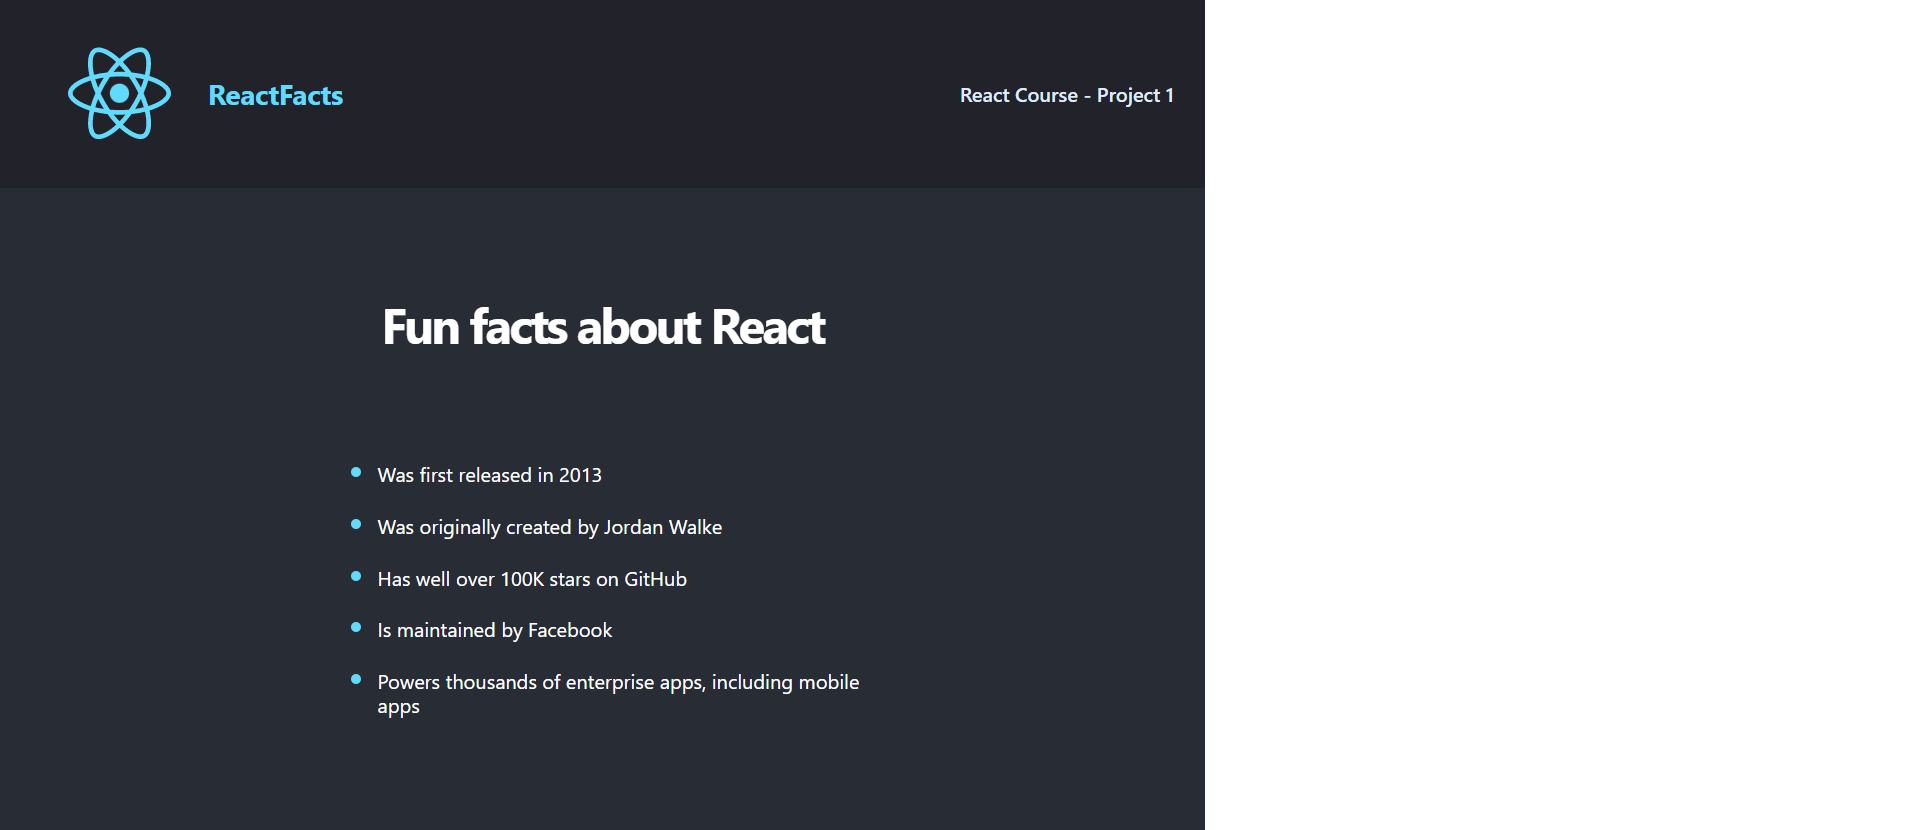 ReactFacts
React Course - Project 1
Fun facts about React
Was first released in 2013
Was originally created by Jordan Walke
Has well over 100K stars on GitHub
Is maintained by Facebook
Powers thousands of enterprise apps, including mobile
apps